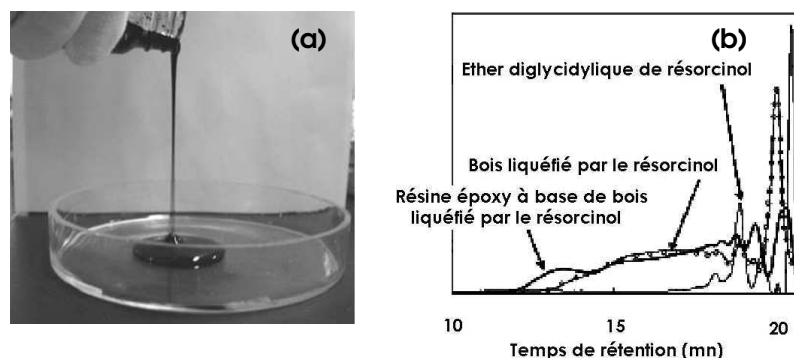 (a)
(b)
Ether diglycidylique de résorcinol
Bois liquéfié par le résorcinol
Résine époxy à base de bois
liquéfié par le résorcinol
10
15
20
Temps de rétention (mn)